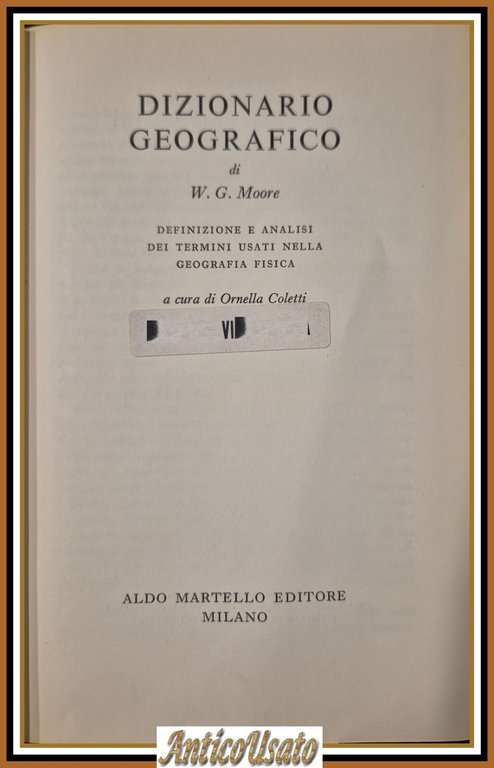 DIZIONARIO
GEOGRAFICO
di
W. G. Moore
DEFINIZIONE E ANALISI
DEI TERMINI USATI NELLA
GEOGRAFIA FISICA
a cura di Ornella Coletti
VI
ALDO MARTELLO EDITORE
MILANO
AnticoUsato